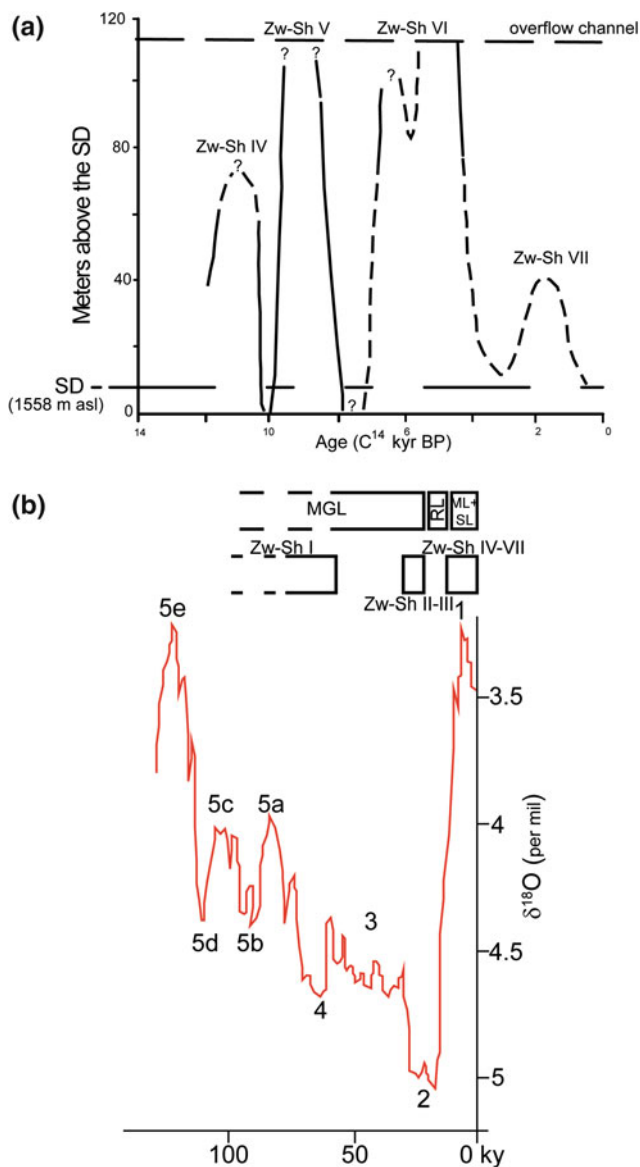 (a)
120
Zw-Sh V
Zw-Sh VI
overflow channel
? ?
?
80
Zw-Sh IV
?
Meters above the SD
Zw-Sh VII
40
SD
(1558 m asl)
0
?
14 10 6 2 0
Age (C¹⁴ kyr BP)
(b)
MGL
RL
ML+
SL
Zw-Sh I
Zw-Sh IV-VII
Zw-Sh II-III
5e
1
3.5
5c
5a
4
δ¹⁸O (per mil)
3
5d
5b
4.5
4
5
2
100 50 0 ky